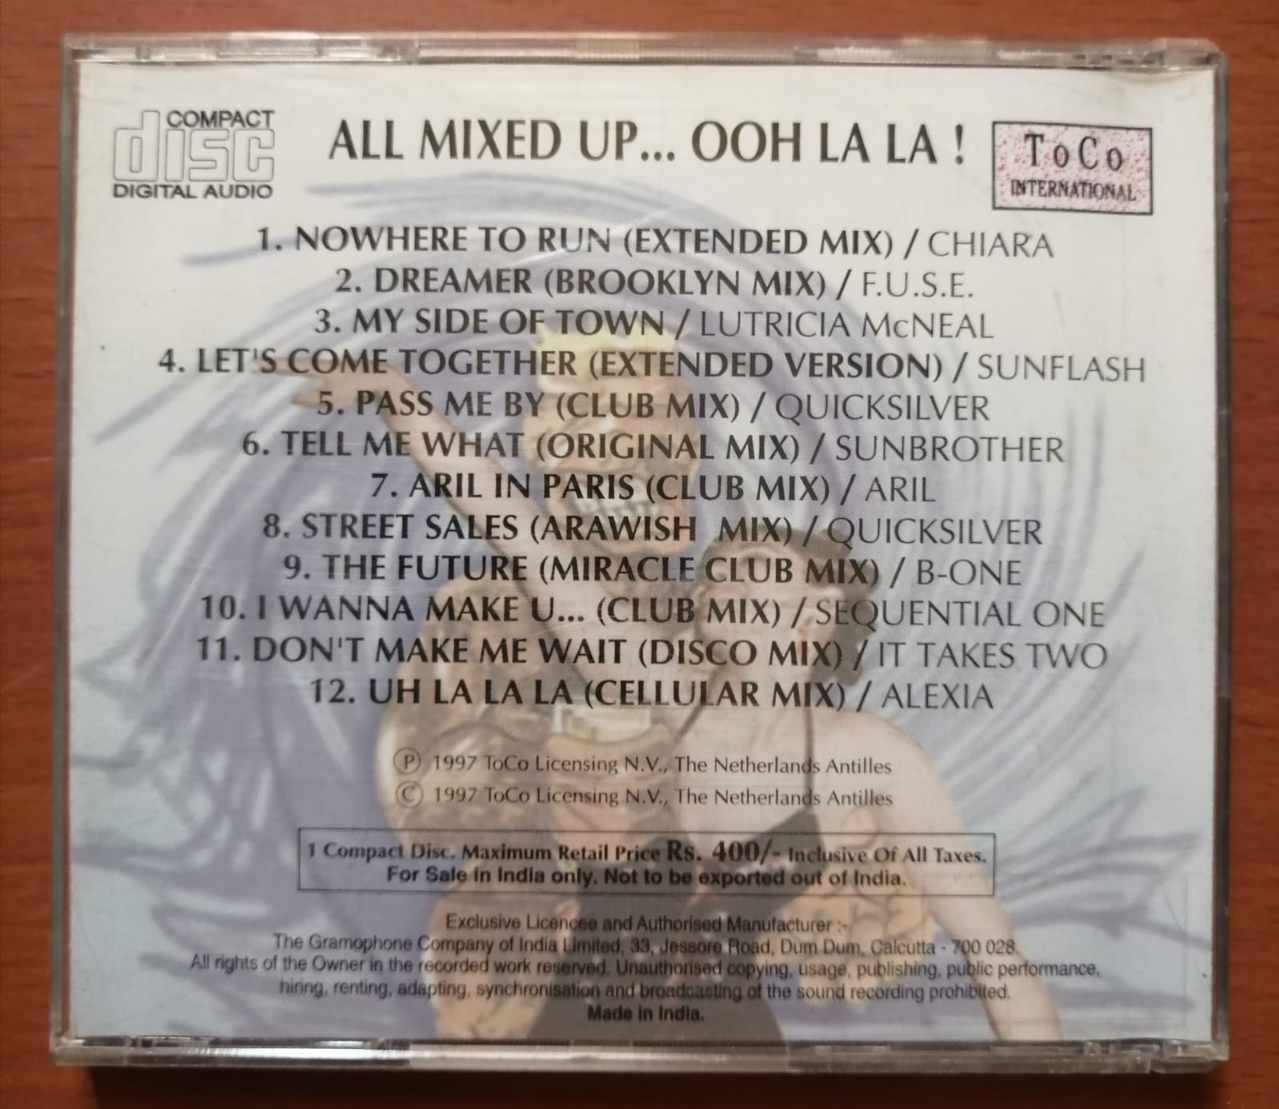 COMPACT
disc
DIGITAL AUDIO
ALL MIXED UP... OOH LA LA !
ToCo
INTERNATIONAL
1. NOWHERE TO RUN (EXTENDED MIX) / CHIARA
2. DREAMER (BROOKLYN MIX) / F.U.S.E.
3. MY SIDE OF TOWN / LUTRICIA McNEAL
4. LET'S COME TOGETHER (EXTENDED VERSION) / SUNFLASH
5. PASS ME BY (CLUB MIX) / QUICKSILVER
6. TELL ME WHAT (ORIGINAL MIX) / SUNBROTHER
7. ARIL IN PARIS (CLUB MIX) / ARIL
8. STREET SALES (ARAWISH MIX) / QUICKSILVER
9. THE FUTURE (MIRACLE CLUB MIX) / B-ONE
10. I WANNA MAKE U... (CLUB MIX) / SEQUENTIAL ONE
11. DON'T MAKE ME WAIT (DISCO MIX) / IT TAKES TWO
12. UH LA LA LA (CELLULAR MIX) / ALEXIA
Ⓟ 1997 ToCo Licensing N.V., The Netherlands Antilles
© 1997 ToCo Licensing N.V., The Netherlands Antilles
1 Compact Disc. Maximum Retail Price Rs. 400/- Inclusive Of All Taxes.
For Sale in India only. Not to be exported out of India.
Exclusive Licencee and Authorised Manufacturer :-
The Gramophone Company of India Limited, 33, Jessore Road, Dum Dum, Calcutta - 700 028.
All rights of the Owner in the recorded work reserved. Unauthorised copying, usage, publishing, public performance,
hiring, renting, adapting, synchronisation and broadcasting of the sound recording prohibited.
Made in India.